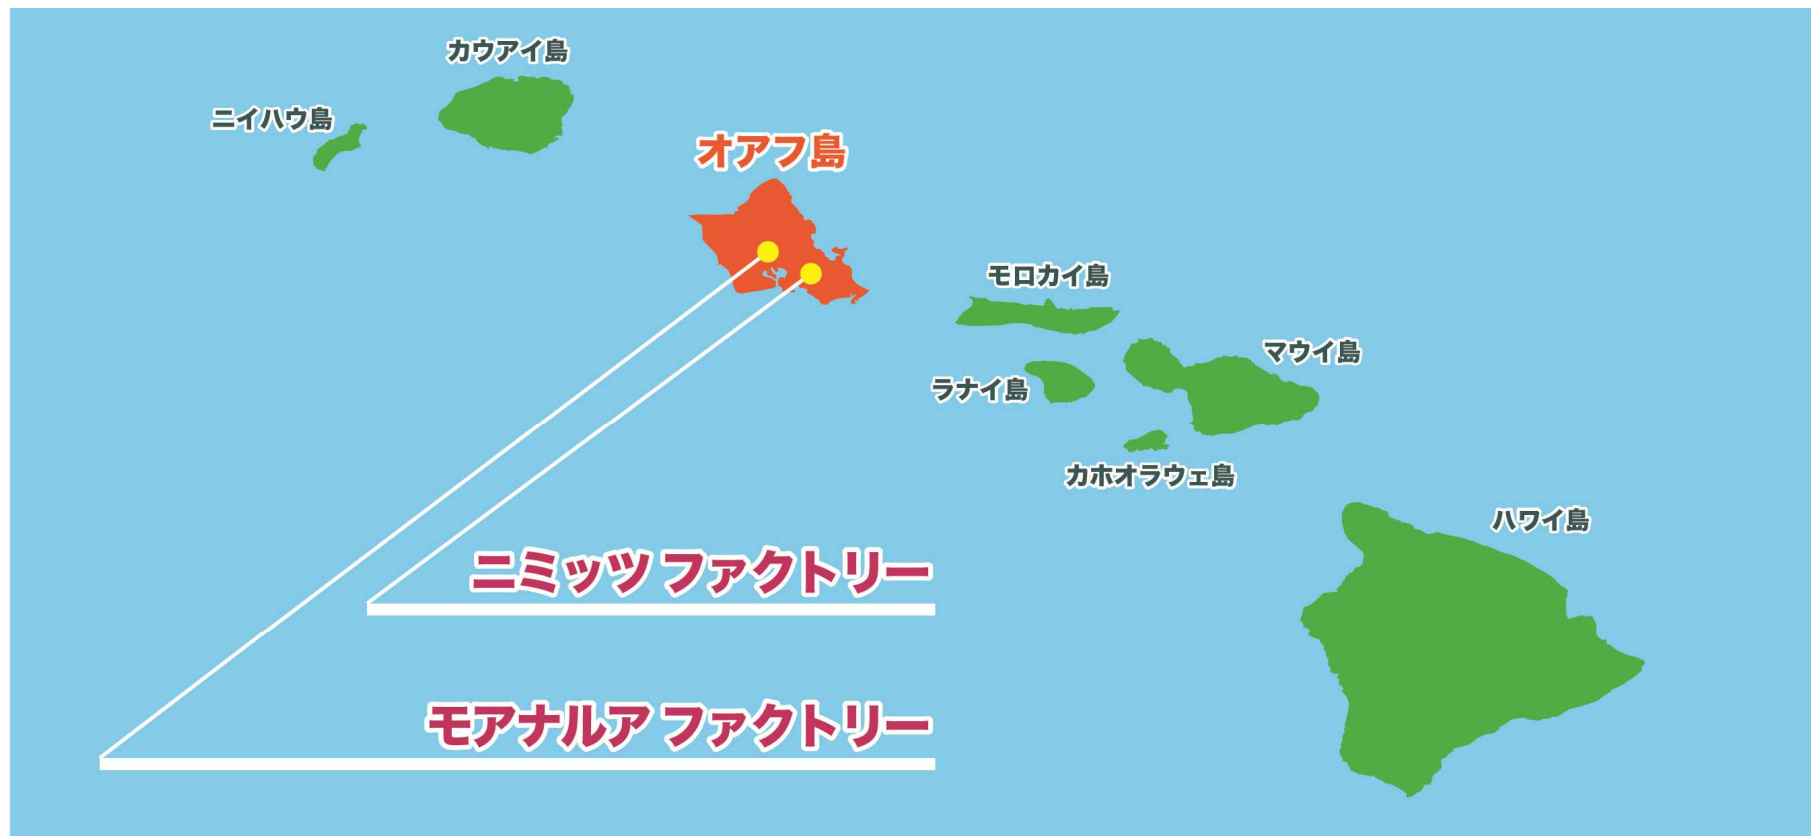 カウアイ島
ニイハウ島
オアフ島
モロカイ島
マウイ島
ラナイ島
カホオラウェ島
ハワイ島
ニミッツ ファクトリー
モアナルア ファクトリー